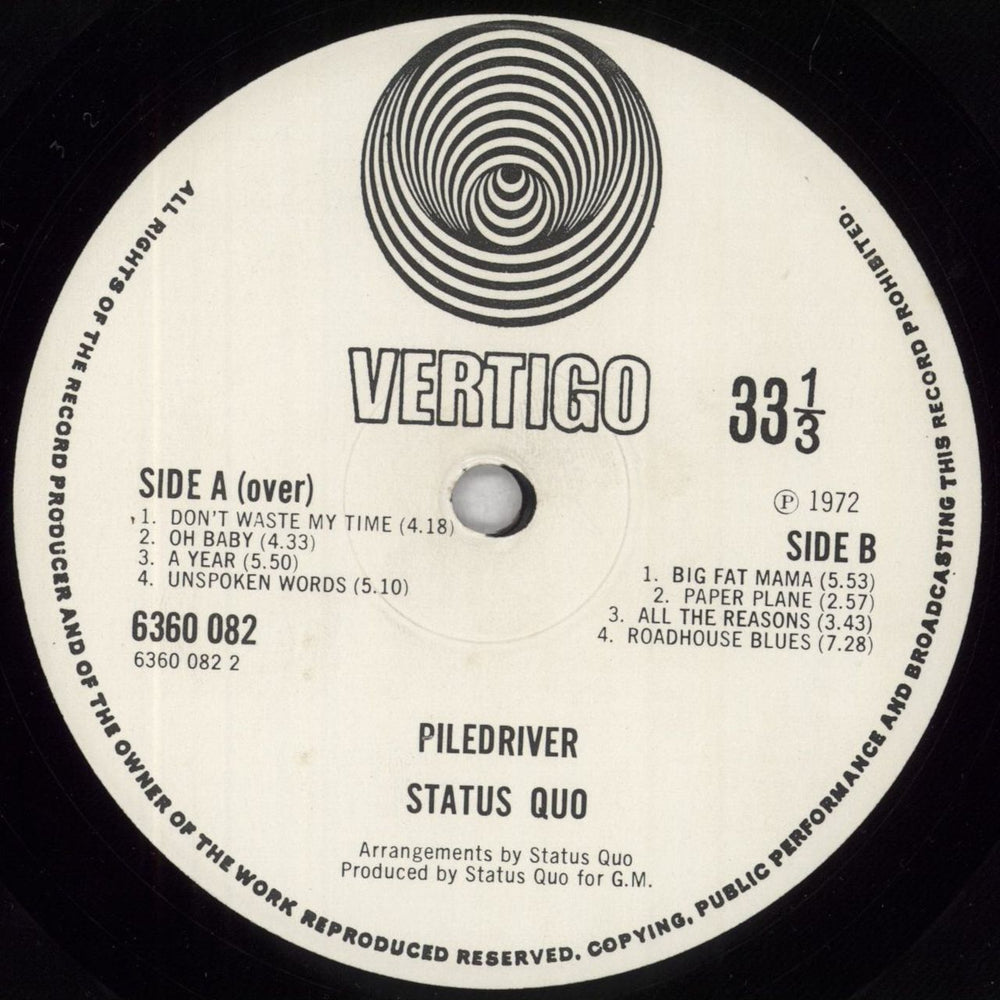 VERTIGO
33 1/3
SIDE A (over)
1. DON'T WASTE MY TIME (4.18)
2. OH BABY (4.33)
3. A YEAR (5.50)
4. UNSPOKEN WORDS (5.10)
6360 082
6360 082 2
Ⓟ 1972
SIDE B
1. BIG FAT MAMA (5.53)
2. PAPER PLANE (2.57)
3. ALL THE REASONS (3.43)
4. ROADHOUSE BLUES (7.28)
PILEDRIVER
STATUS QUO
Arrangements by Status Quo
Produced by Status Quo for G.M.
ALL RIGHTS OF THE RECORD PRODUCER AND OF THE OWNER OF THE WORK REPRODUCED RESERVED. COPYING, PUBLIC PERFORMANCE AND BROADCASTING THIS RECORD PROHIBITED.